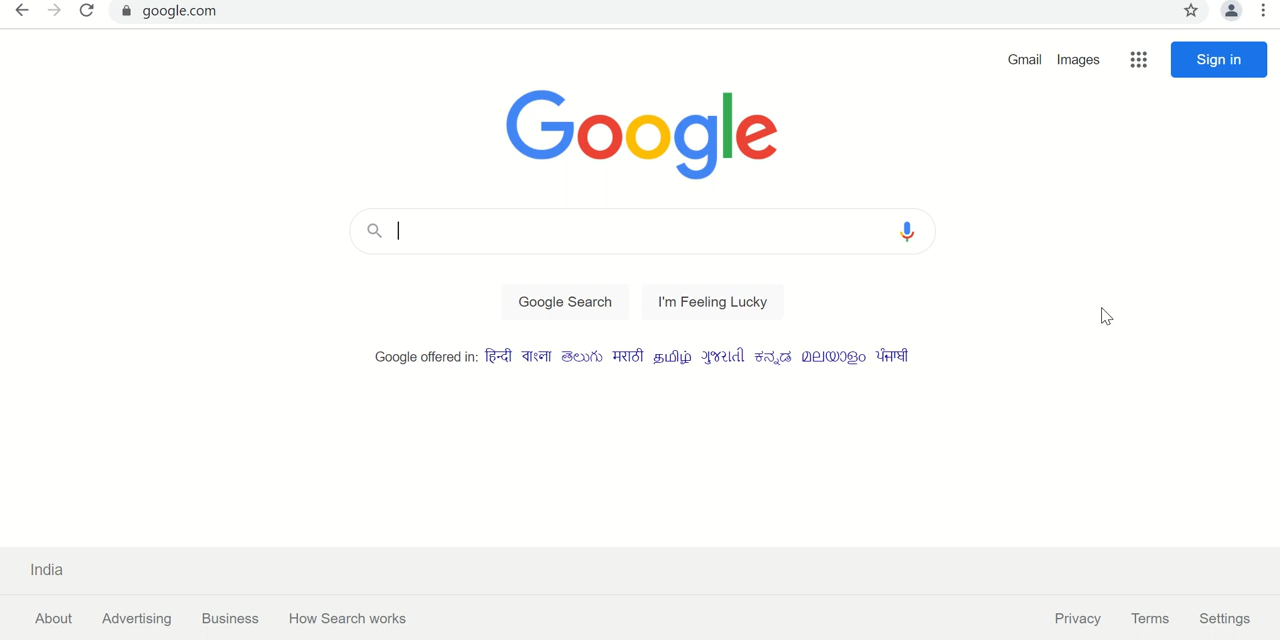 google.com
Gmail Images Sign in
Google
Google Search I'm Feeling Lucky
Google offered in: हिन्दी বাংলা తెలుగు मराठी தமிழ் ગુજરાતી ಕನ್ನಡ മലയാളം ਪੰਜਾਬੀ
India
About Advertising Business How Search works Privacy Terms Settings